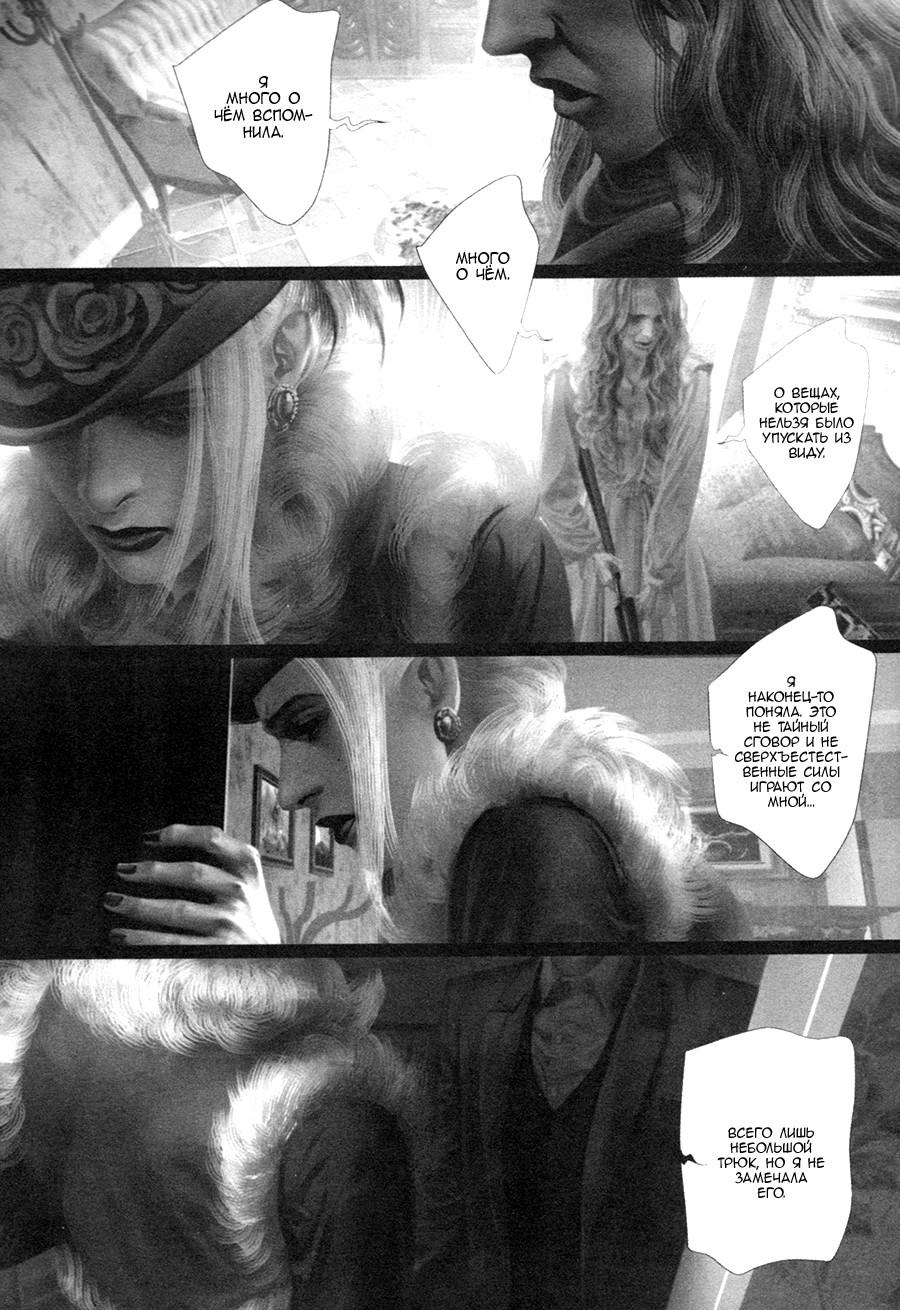 Я
МНОГО О
ЧЁМ ВСПОМ-
НИЛА.
МНОГО
О ЧЁМ.
О ВЕЩАХ,
КОТОРЫЕ
НЕЛЬЗЯ БЫЛО
УПУСКАТЬ ИЗ
ВИДУ.
Я
НАКОНЕЦ-ТО
ПОНЯЛА. ЭТО
НЕ ТАЙНЫЙ
СГОВОР И НЕ
СВЕРХЪЕСТЕСТ-
ВЕННЫЕ СИЛЫ
ИГРАЮТ СО
МНОЙ...
ВСЕГО ЛИШЬ
НЕБОЛЬШОЙ
ТРЮК, НО Я НЕ
ЗАМЕЧАЛА
ЕГО.